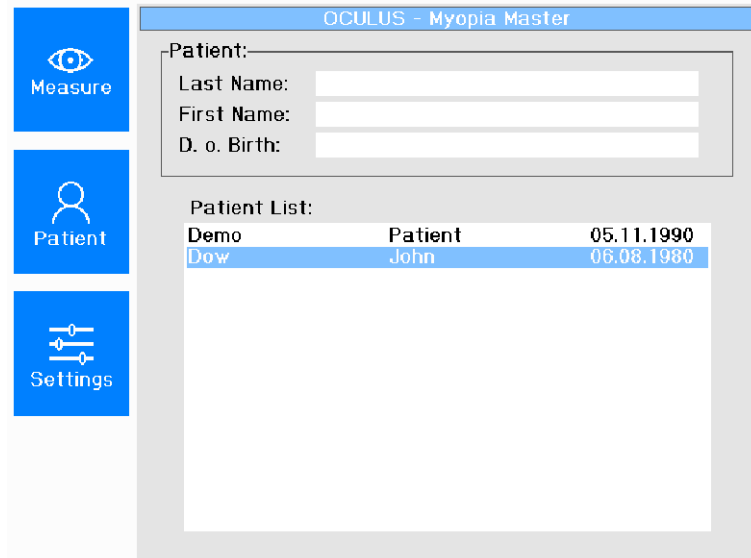 OCULUS - Myopia Master
Measure
Patient
Settings
Patient:
Last Name:
First Name:
D. o. Birth:
Patient List:
Demo Patient 05.11.1990
Dow John 06.08.1980